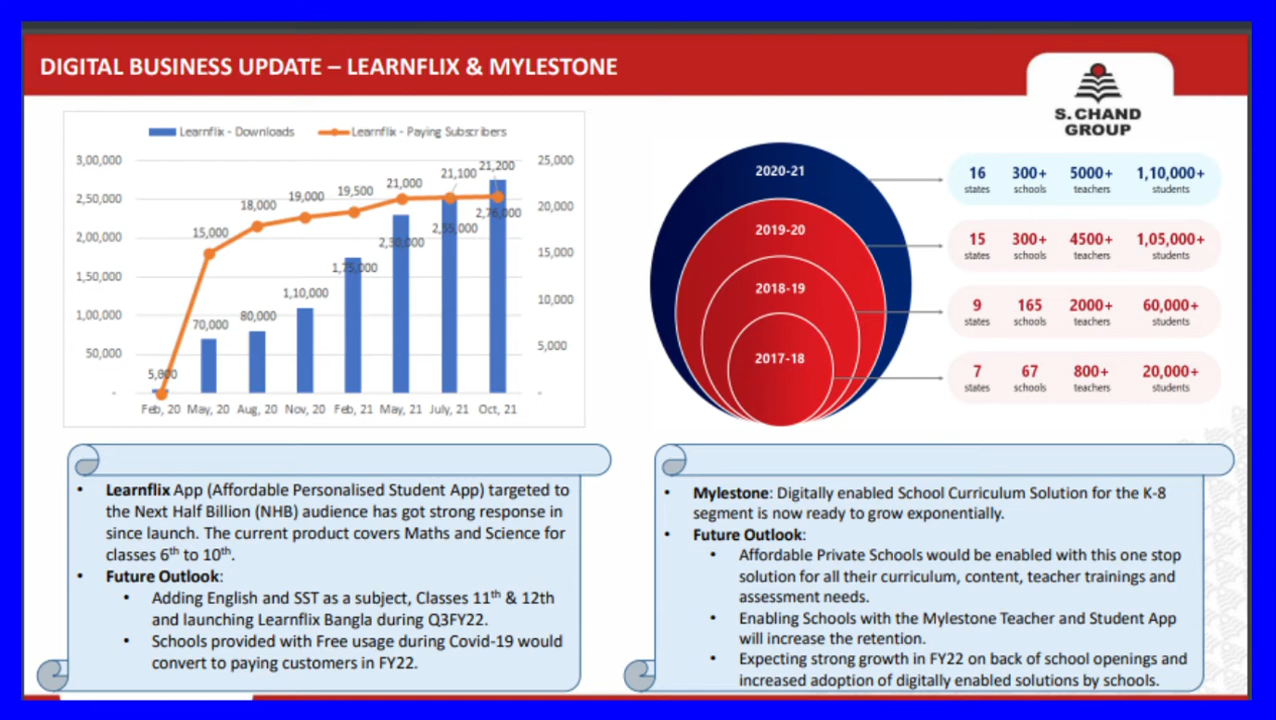 DIGITAL BUSINESS UPDATE – LEARNFLIX & MYLESTONE
S. CHAND
GROUP
Learnflix - Downloads
Learnflix - Paying Subscribers
3,00,000
2,50,000
2,00,000
1,50,000
1,00,000
50,000
-
25,000
20,000
15,000
10,000
5,000
-
5,000
70,000
80,000
1,10,000
1,75,000
2,30,000
2,55,000
2,76,000
15,000
18,000
19,000
19,500
21,000
21,100
21,200
Feb, 20 May, 20 Aug, 20 Nov, 20 Feb, 21 May, 21 July, 21 Oct, 21
2020-21
16 300+ 5000+ 1,10,000+
states schools teachers students
2019-20
15 300+ 4500+ 1,05,000+
states schools teachers students
2018-19
9 165 2000+ 60,000+
states schools teachers students
2017-18
7 67 800+ 20,000+
states schools teachers students
• Learnflix App (Affordable Personalised Student App) targeted to
the Next Half Billion (NHB) audience has got strong response in
since launch. The current product covers Maths and Science for
classes 6th to 10th.
• Future Outlook:
• Adding English and SST as a subject, Classes 11th & 12th
and launching Learnflix Bangla during Q3FY22.
• Schools provided with Free usage during Covid-19 would
convert to paying customers in FY22.
• Mylestone: Digitally enabled School Curriculum Solution for the K-8
segment is now ready to grow exponentially.
• Future Outlook:
• Affordable Private Schools would be enabled with this one stop
solution for all their curriculum, content, teacher trainings and
assessment needs.
• Enabling Schools with the Mylestone Teacher and Student App
will increase the retention.
• Expecting strong growth in FY22 on back of school openings and
increased adoption of digitally enabled solutions by schools.